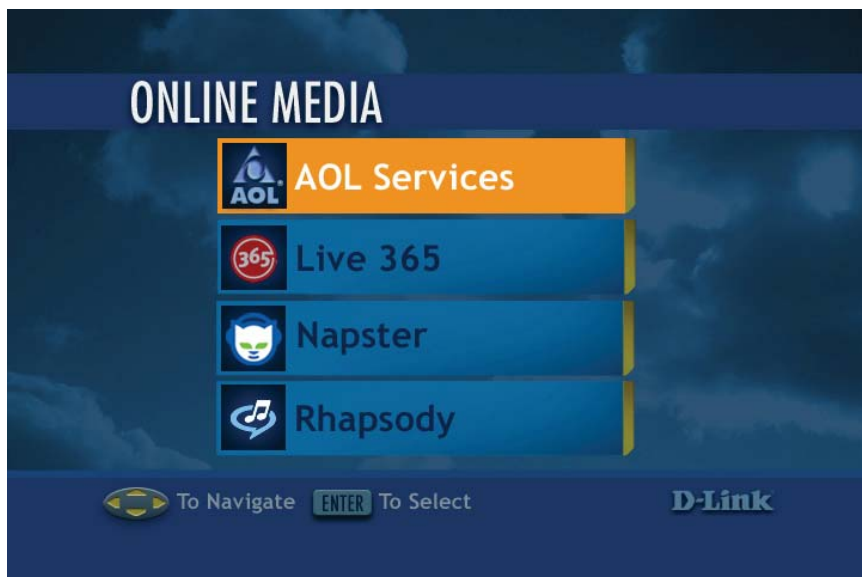 ONLINE MEDIA
AOL AOL Services
365 Live 365
Napster
Rhapsody
To Navigate ENTER To Select
D-Link